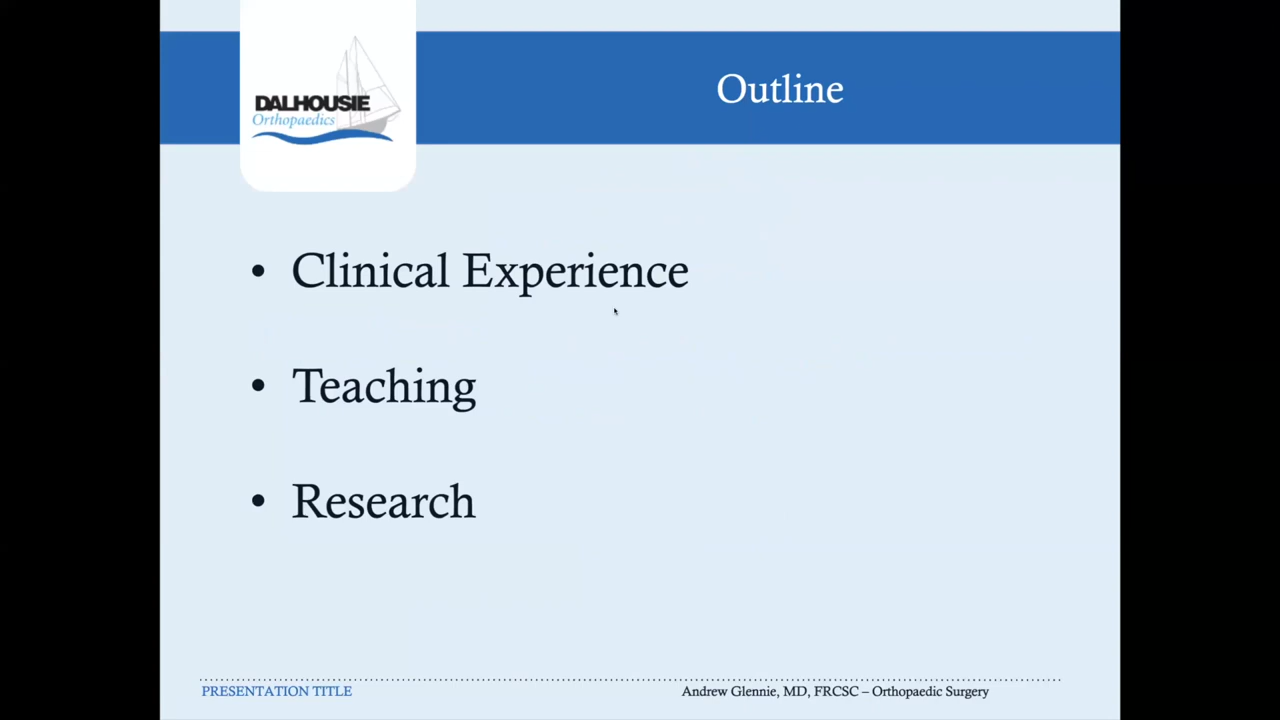 DALHOUSIE
Orthopaedics
Outline
• Clinical Experience
• Teaching
• Research
PRESENTATION TITLE
Andrew Glennie, MD, FRCSC – Orthopaedic Surgery